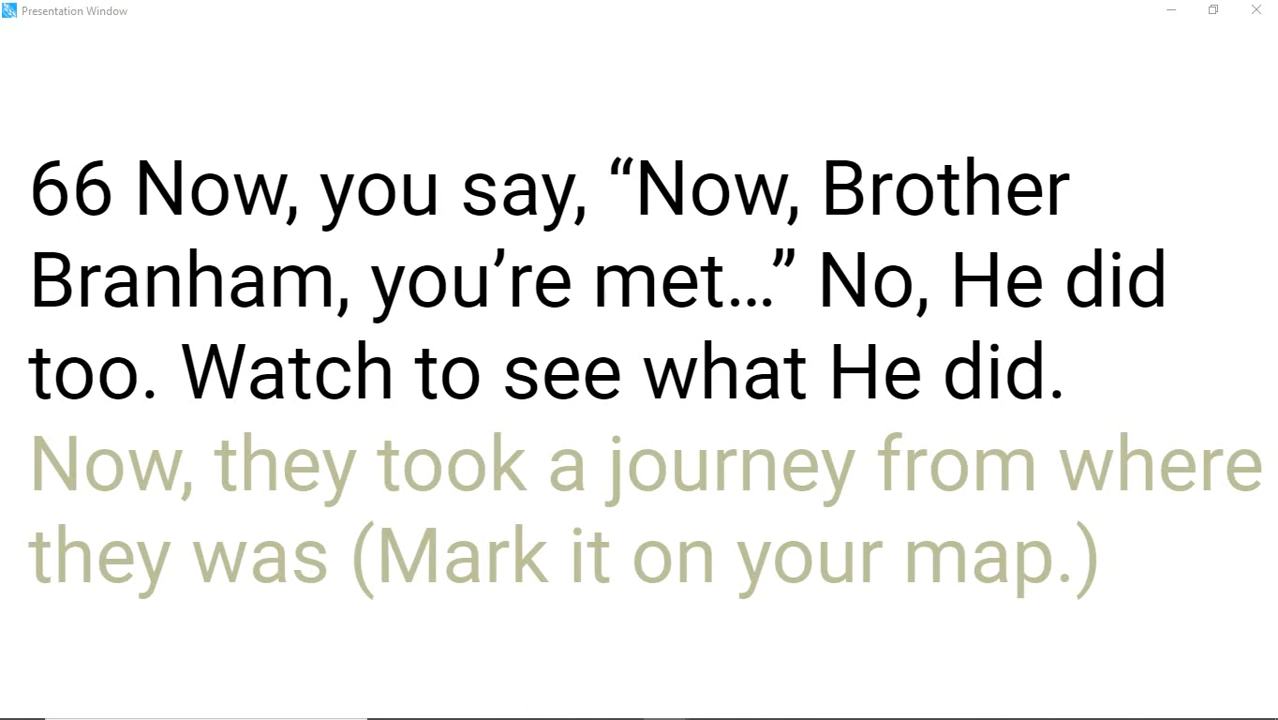 Presentation Window
66 Now, you say, “Now, Brother
Branham, you’re met…” No, He did
too. Watch to see what He did.
Now, they took a journey from where
they was (Mark it on your map.)